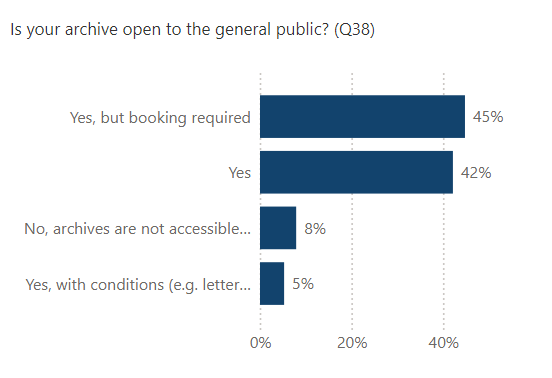 Is your archive open to the general public? (Q38)
Yes, but booking required 45%
Yes 42%
No, archives are not accessible... 8%
Yes, with conditions (e.g. letter... 5%
0% 20% 40%